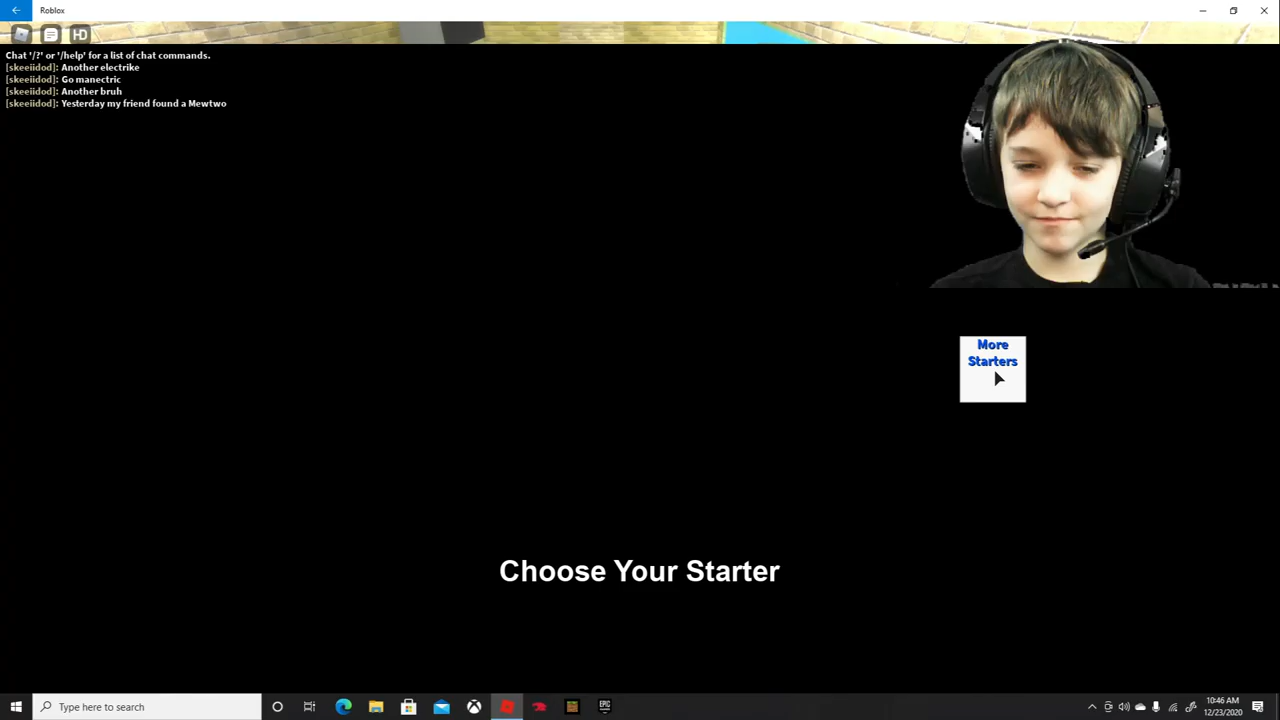 Roblox
HD
Chat '/?' or '/help' for a list of chat commands.
[skeeiidod]: Another electrike
[skeeiidod]: Go manectric
[skeeiidod]: Another bruh
[skeeiidod]: Yesterday my friend found a Mewtwo
More
Starters
Choose Your Starter
Type here to search
EPIC
10:46 AM
12/23/2020